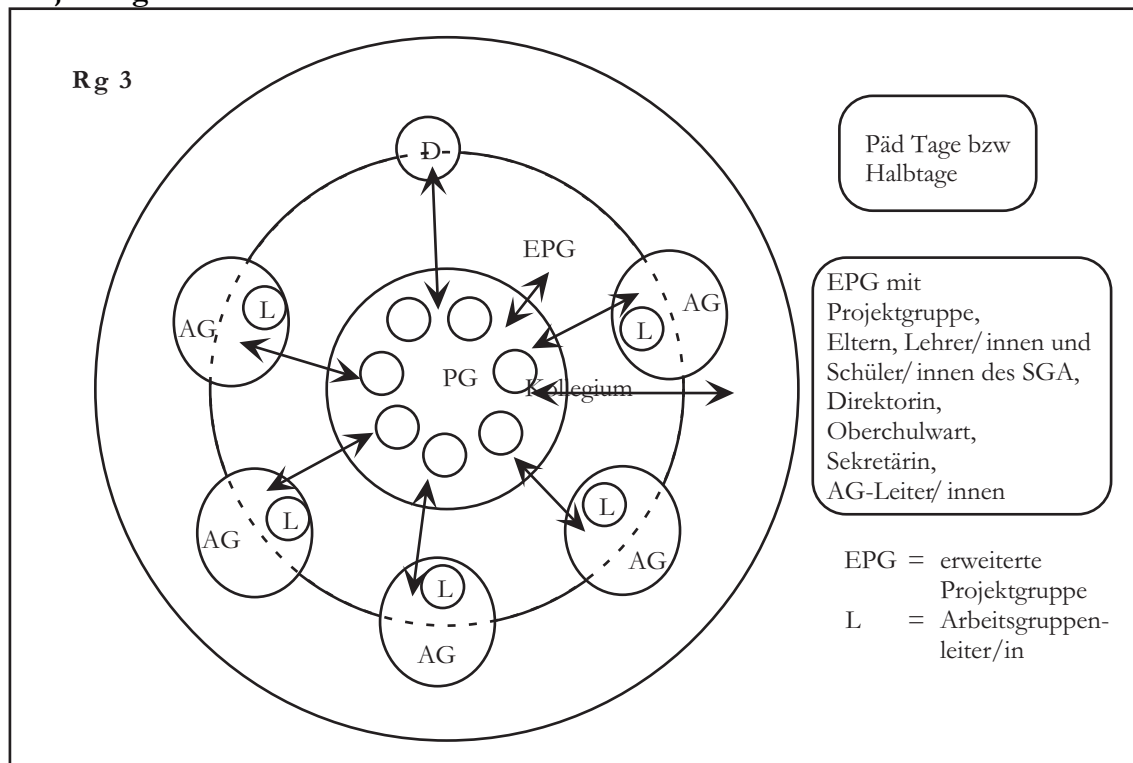 Rg 3
D
Päd Tage bzw
Halbtage
EPG
AG
L
AG
L
PG
Kollegium
EPG mit
Projektgruppe,
Eltern, Lehrer/innen und
Schüler/innen des SGA,
Direktorin,
Oberchulwart,
Sekretärin,
AG-Leiter/innen
L
AG
L
AG
L
AG
EPG = erweiterte
Projektgruppe
L = Arbeitsgruppen-
leiter/in